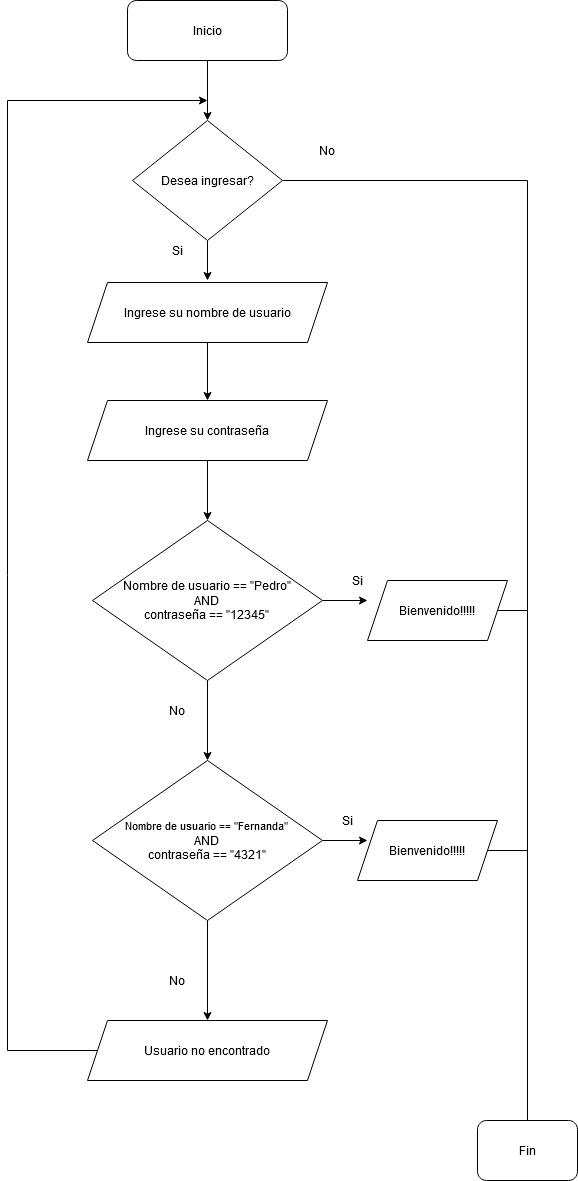 Inicio
No
Desea ingresar?
Si
Ingrese su nombre de usuario
Ingrese su contraseña
Nombre de usuario == "Pedro"
AND
contraseña == "12345"
Si
Bienvenido!!!!!
No
Nombre de usuario == "Fernanda"
AND
contraseña == "4321"
Si
Bienvenido!!!!!
No
Usuario no encontrado
Fin